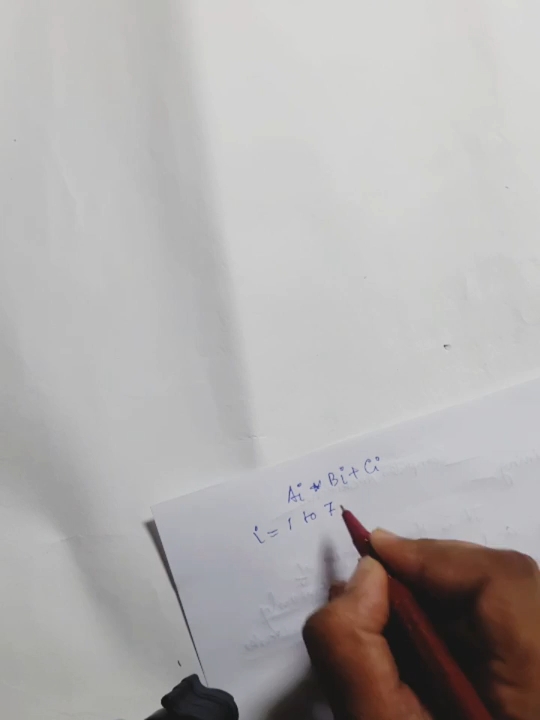 Ai * Bi + Ci
i = 1 to 7